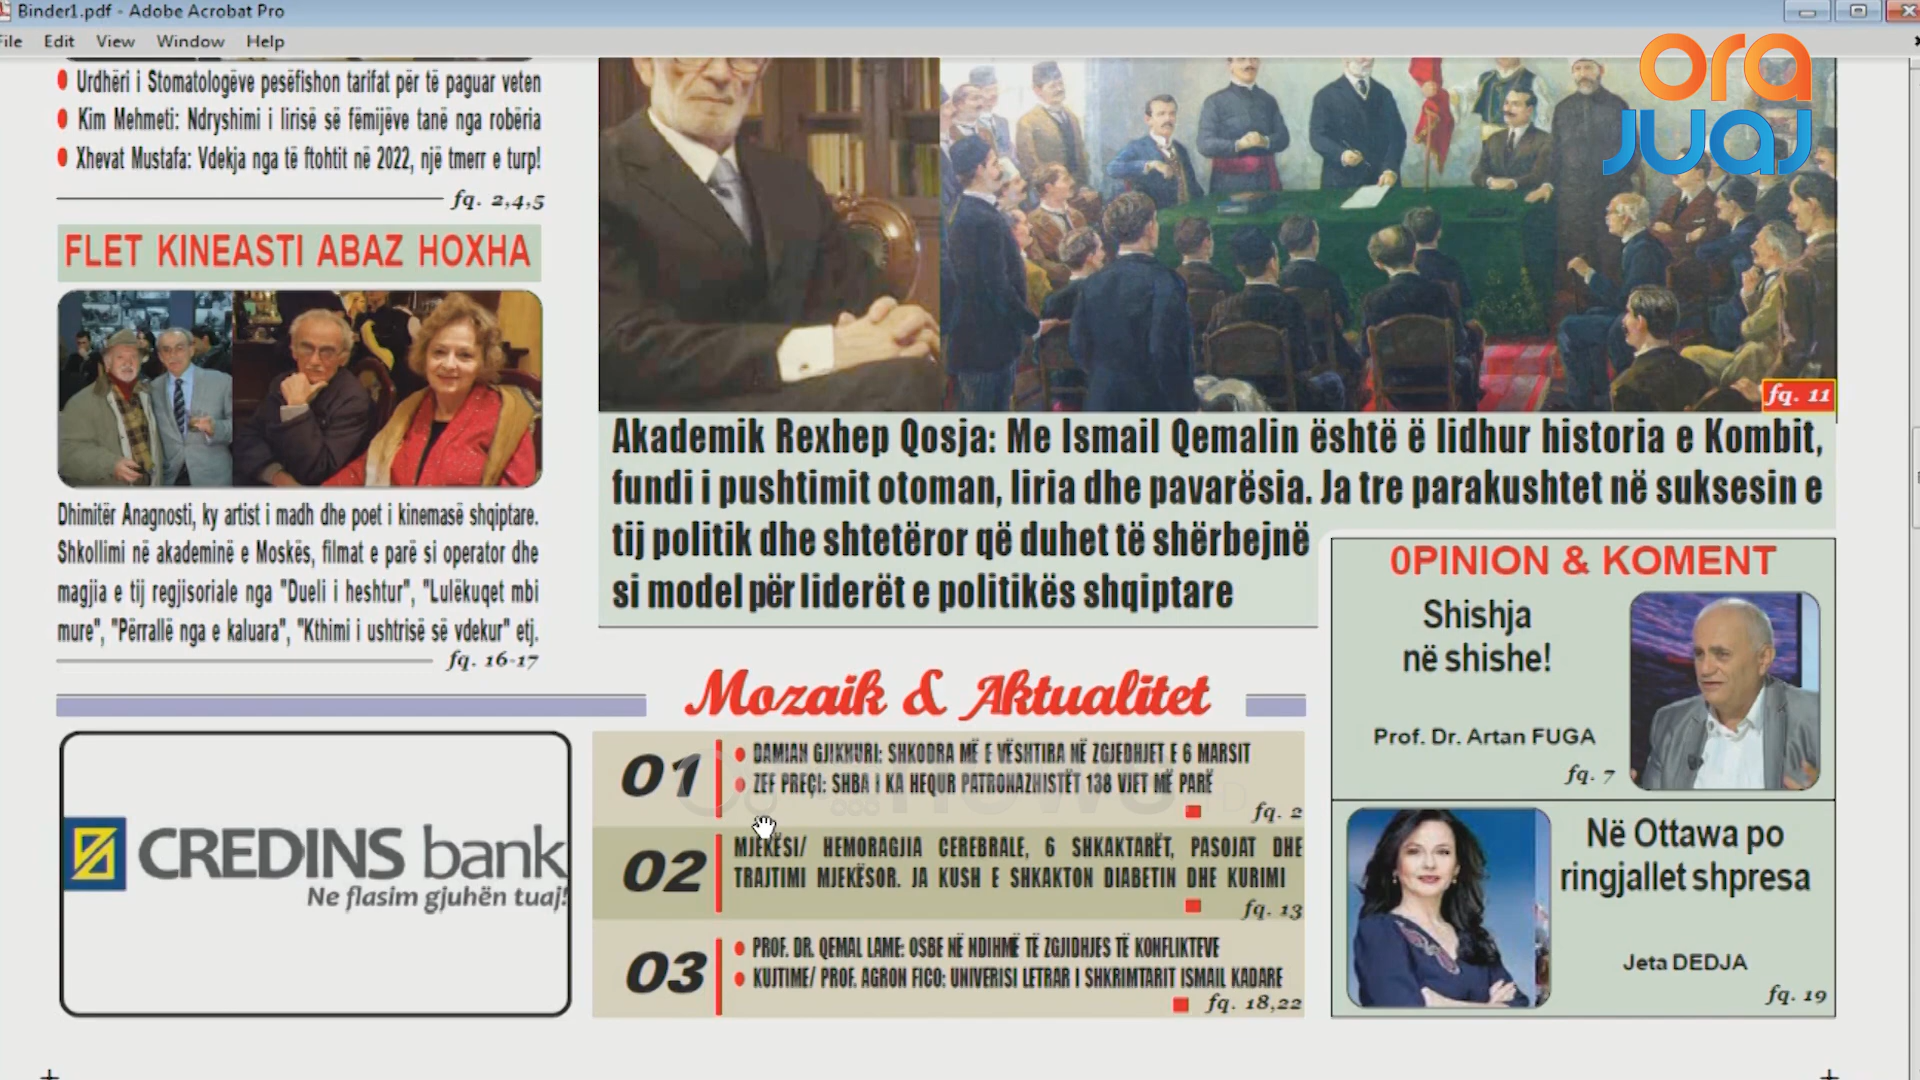 Binder1.pdf - Adobe Acrobat Pro
File Edit View Window Help
ora
juaj
Urdhëri i Stomatologëve pesëfishon tarifat për të paguar veten
Kim Mehmeti: Ndryshimi i lirisë së fëmijëve tanë nga robëria
Xhevat Mustafa: Vdekja nga të ftohtit në 2022, një tmerr e turp!
fq. 2,4,5
FLET KINEASTI ABAZ HOXHA
Dhimitër Anagnosti, ky artist i madh dhe poet i kinemasë shqiptare.
Shkollimi në akademinë e Moskës, filmat e parë si operator dhe
magjia e tij regjisoriale nga "Dueli i heshtur", "Lulëkuqet mbi
mure", "Përrallë nga e kaluara", "Kthimi i ushtrisë së vdekur" etj.
fq. 16-17
fq. 11
Akademik Rexhep Qosja: Me Ismail Qemalin është ë lidhur historia e Kombit,
fundi i pushtimit otoman, liria dhe pavarësia. Ja tre parakushtet në suksesin e
tij politik dhe shtetëror që duhet të shërbejnë
si model për liderët e politikës shqiptare
Mozaik & Aktualitet
CREDINS bank
Ne flasim gjuhën tuaj!
01
DAMIAN GJIKNURI: SHKODRA MË E VËSHTIRA NË ZGJEDHJET E 6 MARSIT
ZEF PREÇI: SHBA I KA HEQUR PATRONAZHISTËT 138 VJET MË PARË
fq. 2
02
MJEKËSI/ HEMORAGJIA CEREBRALE, 6 SHKAKTARËT, PASOJAT DHE
TRAJTIMI MJEKËSOR. JA KUSH E SHKAKTON DIABETIN DHE KURIMI
fq. 13
03
PROF. DR. QEMAL LAME: OSBE NË NDIHMË TË ZGJIDHJES TË KONFLIKTEVE
KUJTIME/ PROF. AGRON FICO: UNIVERISI LETRAR I SHKRIMTARIT ISMAIL KADARE
fq. 18,22
0PINION & KOMENT
Shishja
në shishe!
Prof. Dr. Artan FUGA
fq. 7
Në Ottawa po
ringjallet shpresa
Jeta DEDJA
fq. 19